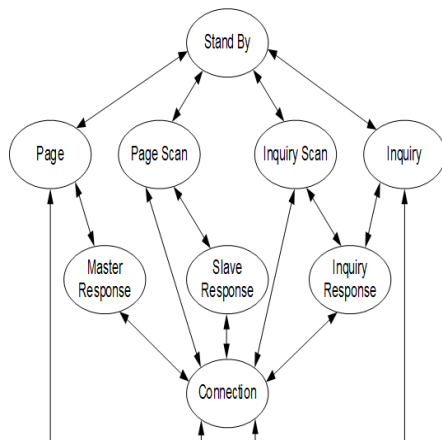 Stand By
Page
Page Scan
Inquiry Scan
Inquiry
Master
Response
Slave
Response
Inquiry
Response
Connection